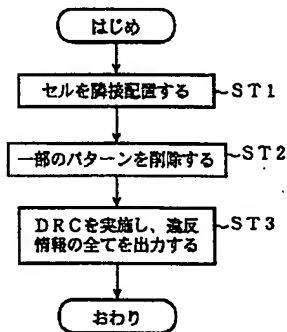 はじめ
セルを隣接配置する ~ST1
一部のパターンを削除する ~ST2
DRCを実施し、違反 ~ST3
情報の全てを出力する
おわり